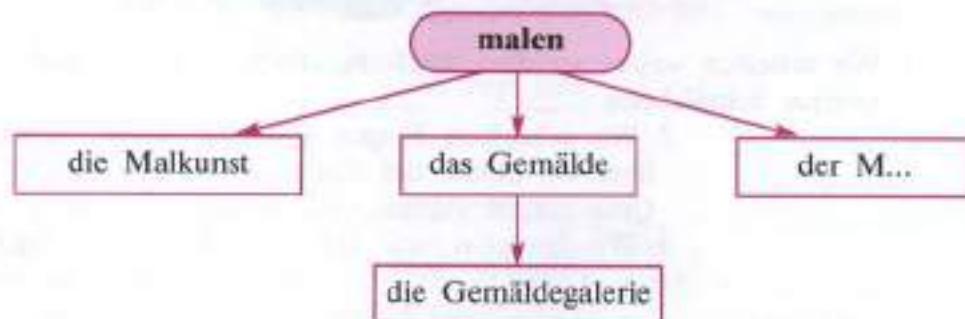 malen
die Malkunst
das Gemälde
der M...
die Gemäldegalerie